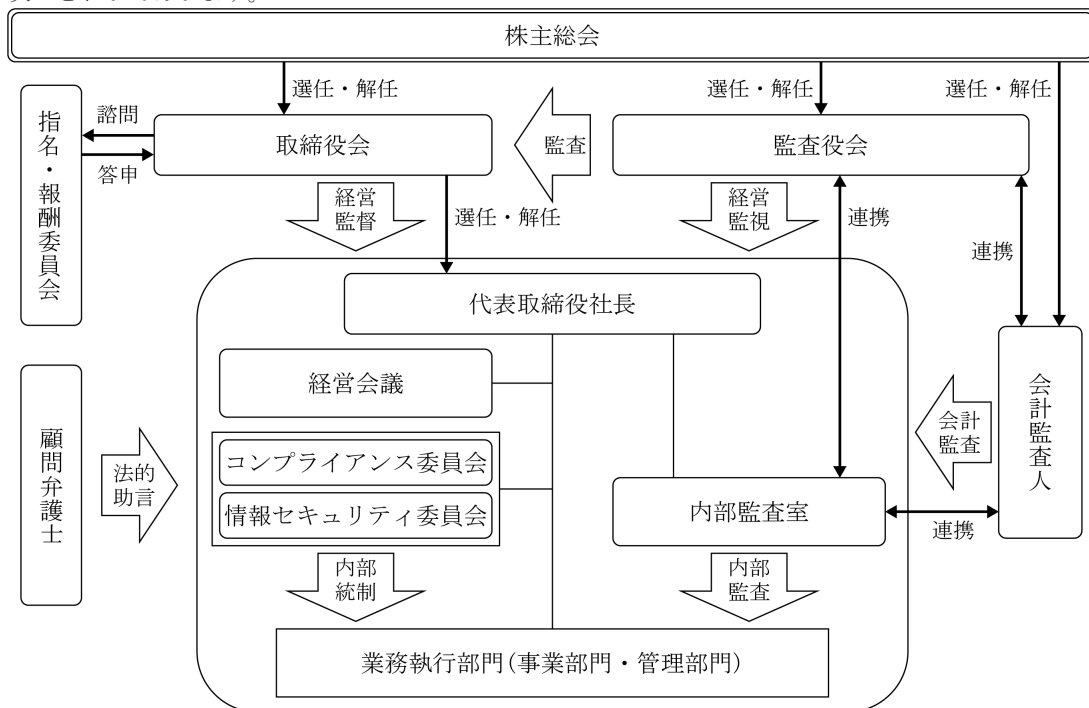 株主総会
選任・解任
選任・解任
選任・解任
指名・報酬委員会
諮問
答申
取締役会
監査
監査役会
経営
監督
選任・解任
経営
監視
連携
連携
代表取締役社長
経営会議
コンプライアンス委員会
情報セキュリティ委員会
顧問弁護士
法的
助言
内部監査室
会計
監査
会計監査人
連携
内部
統制
内部
監査
業務執行部門(事業部門・管理部門)